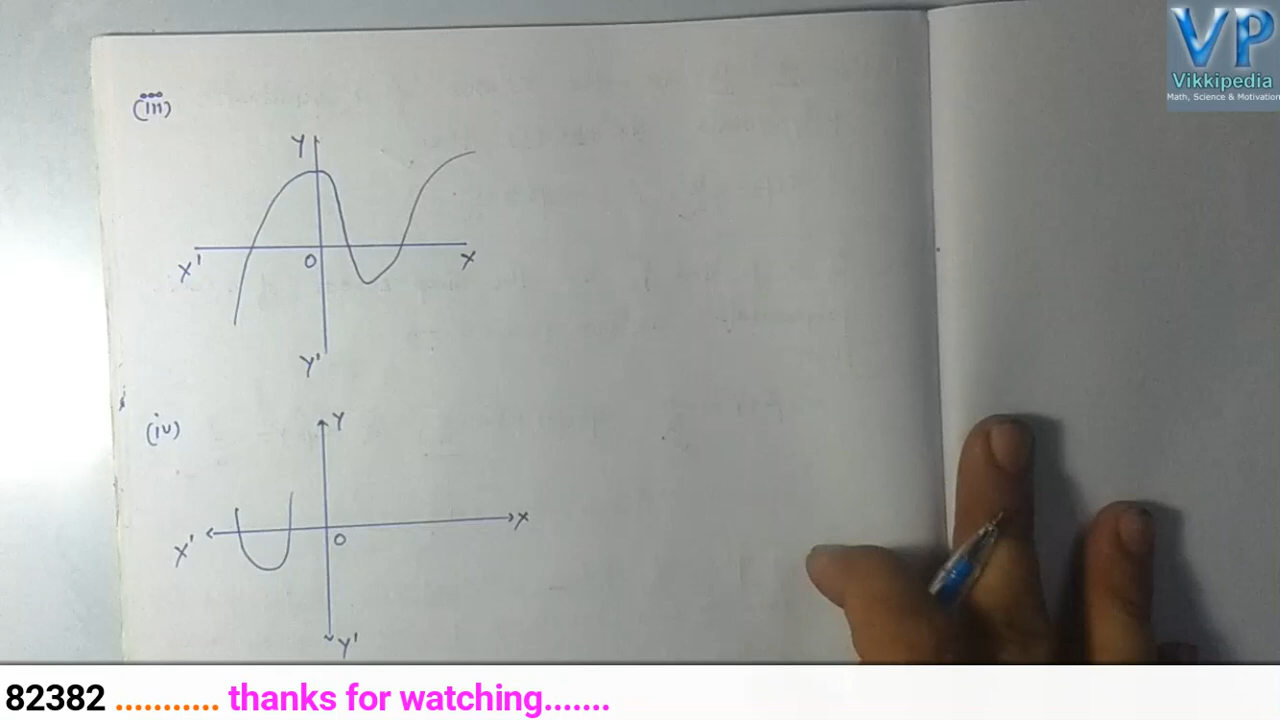 VP
Vikkipedia
Math, Science & Motivation
(iii)
Y
X' O X
Y'
(iv)
Y
X' O X
Y'
82382 ........... thanks for watching.......